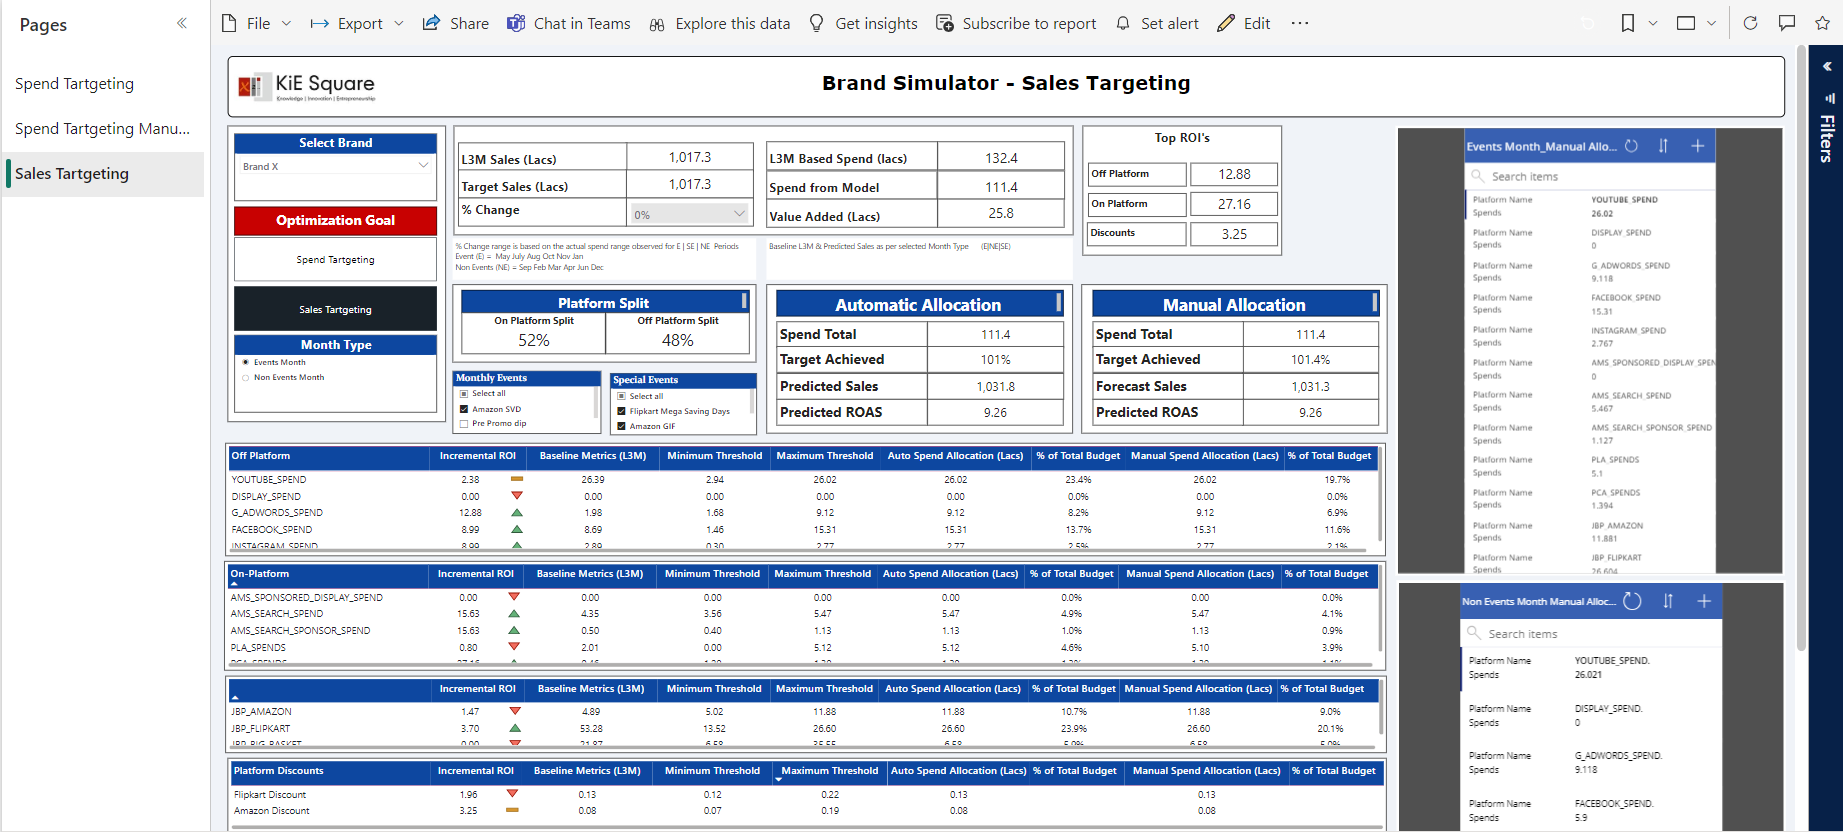 Pages
Spend Tartgeting
Spend Tartgeting Manu...
Sales Tartgeting
File Export Share Chat in Teams Explore this data Get insights Subscribe to report Set alert Edit ...
KiE Square
Knowledge | Innovation | Entrepreneurship
Brand Simulator - Sales Targeting
Filters
Select Brand
Brand X
Optimization Goal
Spend Tartgeting
Sales Tartgeting
Month Type
Events Month
Non Events Month
L3M Sales (Lacs) 1,017.3
Target Sales (Lacs) 1,017.3
% Change 0%
L3M Based Spend (lacs) 132.4
Spend from Model 111.4
Value Added (Lacs) 25.8
% Change range is based on the actual spend range observed for E | SE | NE Periods
Event (E) = May July Aug Oct Nov Jan
Non Events (NE) = Sep Feb Mar Apr Jun Dec
Baseline L3M & Predicted Sales as per selected Month Type (E|NE|SE)
Top ROI's
Off Platform 12.88
On Platform 27.16
Discounts 3.25
Platform Split
On Platform Split Off Platform Split
52% 48%
Monthly Events
Select all
Amazon SVD
Pre Promo dip
Special Events
Select all
Flipkart Mega Saving Days
Amazon GIF
Automatic Allocation
Spend Total 111.4
Target Achieved 101%
Predicted Sales 1,031.8
Predicted ROAS 9.26
Manual Allocation
Spend Total 111.4
Target Achieved 101.4%
Forecast Sales 1,031.3
Predicted ROAS 9.26
Off Platform Incremental ROI Baseline Metrics (L3M) Minimum Threshold Maximum Threshold Auto Spend Allocation (Lacs) % of Total Budget Manual Spend Allocation (Lacs) % of Total Budget
YOUTUBE_SPEND 2.38 26.39 2.94 26.02 26.02 23.4% 26.02 19.7%
DISPLAY_SPEND 0.00 0.00 0.00 0.00 0.00 0.0% 0.00 0.0%
G_ADWORDS_SPEND 12.88 1.98 1.68 9.12 9.12 8.2% 9.12 6.9%
FACEBOOK_SPEND 8.99 8.69 1.46 15.31 15.31 13.7% 15.31 11.6%
INSTAGRAM_SPEND 8.99 2.89 0.30 2.77 2.77 2.5% 2.77 2.1%
On-Platform Incremental ROI Baseline Metrics (L3M) Minimum Threshold Maximum Threshold Auto Spend Allocation (Lacs) % of Total Budget Manual Spend Allocation (Lacs) % of Total Budget
AMS_SPONSORED_DISPLAY_SPEND 0.00 0.00 0.00 0.00 0.00 0.0% 0.00 0.0%
AMS_SEARCH_SPEND 15.63 4.35 3.56 5.47 5.47 4.9% 5.47 4.1%
AMS_SEARCH_SPONSOR_SPEND 15.63 0.50 0.40 1.13 1.13 1.0% 1.13 0.9%
PLA_SPENDS 0.80 2.01 0.00 5.12 5.12 4.6% 5.10 3.9%
Incremental ROI Baseline Metrics (L3M) Minimum Threshold Maximum Threshold Auto Spend Allocation (Lacs) % of Total Budget Manual Spend Allocation (Lacs) % of Total Budget
JBP_AMAZON 1.47 4.89 5.02 11.88 11.88 10.7% 11.88 9.0%
JBP_FLIPKART 3.70 53.28 13.52 26.60 26.60 23.9% 26.60 20.1%
JBP_BIG_BASKET 0.00 21.87 6.58 35.55 6.58 5.9% 6.58 5.0%
Platform Discounts Incremental ROI Baseline Metrics (L3M) Minimum Threshold Maximum Threshold Auto Spend Allocation (Lacs) % of Total Budget Manual Spend Allocation (Lacs) % of Total Budget
Flipkart Discount 1.96 0.13 0.12 0.22 0.13 0.13
Amazon Discount 3.25 0.08 0.07 0.19 0.08 0.08
Events Month_Manual Allo...
Search items
Platform Name YOUTUBE_SPEND
Spends 26.02
Platform Name DISPLAY_SPEND
Spends 0
Platform Name G_ADWORDS_SPEND
Spends 9.118
Platform Name FACEBOOK_SPEND
Spends 15.31
Platform Name INSTAGRAM_SPEND
Spends 2.767
Platform Name AMS_SPONSORED_DISPLAY_SPEN
Spends 0
Platform Name AMS_SEARCH_SPEND
Spends 5.467
Platform Name AMS_SEARCH_SPONSOR_SPEND
Spends 1.127
Platform Name PLA_SPENDS
Spends 5.1
Platform Name PCA_SPENDS
Spends 1.394
Platform Name JBP_AMAZON
Spends 11.881
Platform Name JBP_FLIPKART
Spends 26.604
Non Events Month Manual Alloc...
Search items
Platform Name YOUTUBE_SPEND.
Spends 26.021
Platform Name DISPLAY_SPEND.
Spends 0
Platform Name G_ADWORDS_SPEND.
Spends 9.118
Platform Name FACEBOOK_SPEND.
Spends 5.9